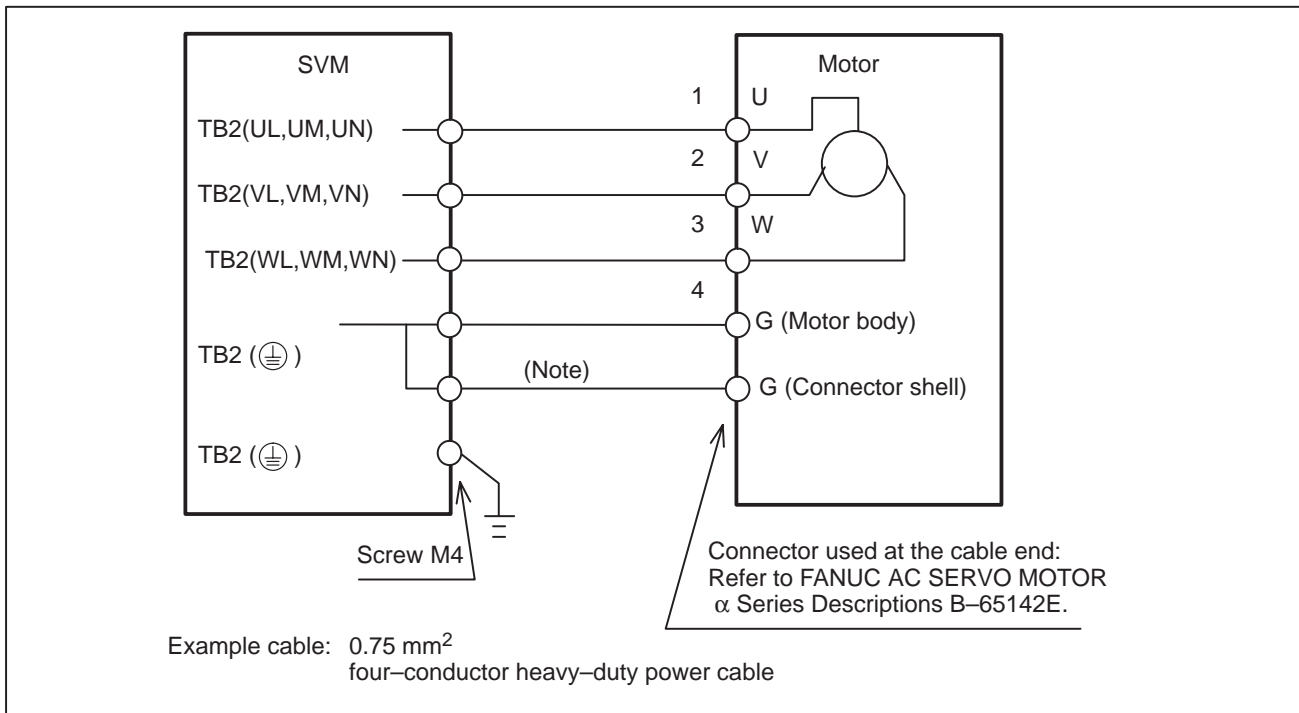 SVM
Motor
1 U
TB2(UL,UM,UN)
2 V
TB2(VL,VM,VN)
3 W
TB2(WL,WM,WN)
4
G (Motor body)
TB2 (⏚)
(Note)
G (Connector shell)
TB2 (⏚)
Screw M4
Connector used at the cable end:
Refer to FANUC AC SERVO MOTOR
α Series Descriptions B–65142E.
Example cable: 0.75 mm2
four–conductor heavy–duty power cable